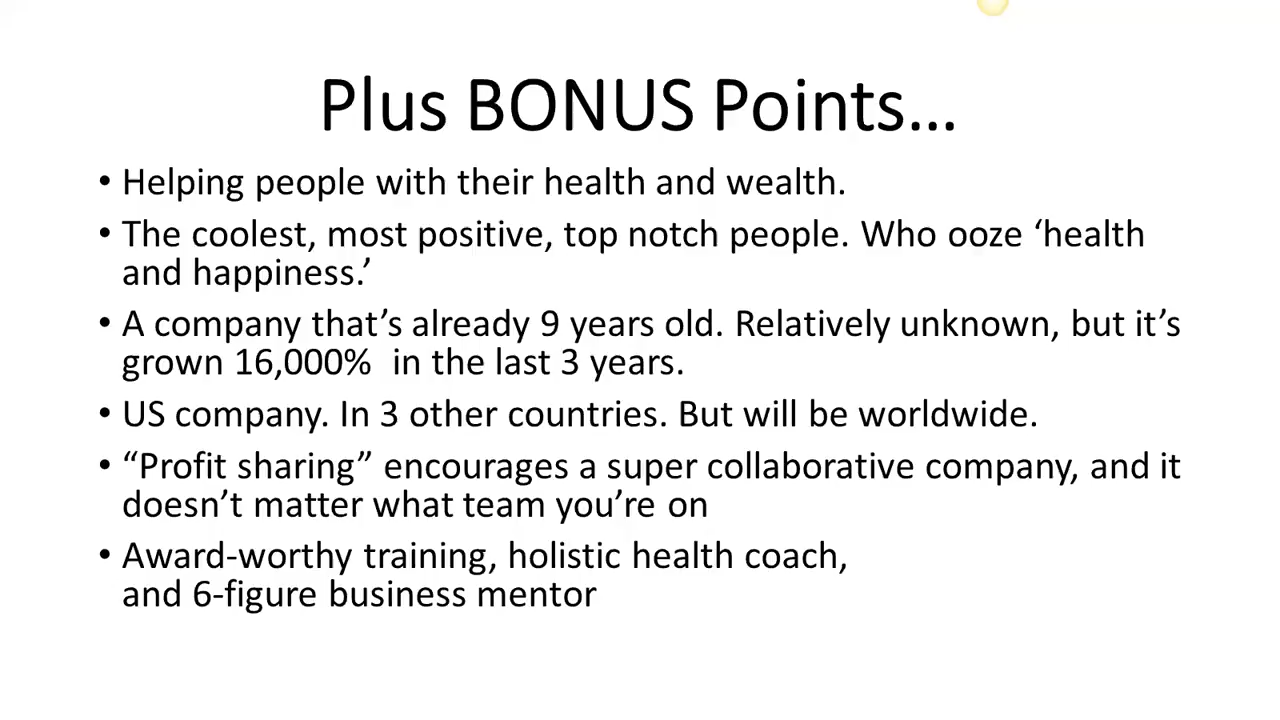 Plus BONUS Points...
• Helping people with their health and wealth.
• The coolest, most positive, top notch people. Who ooze ‘health
and happiness.’
• A company that’s already 9 years old. Relatively unknown, but it’s
grown 16,000%  in the last 3 years.
• US company. In 3 other countries. But will be worldwide.
• “Profit sharing” encourages a super collaborative company, and it
doesn’t matter what team you’re on
• Award-worthy training, holistic health coach,
and 6-figure business mentor